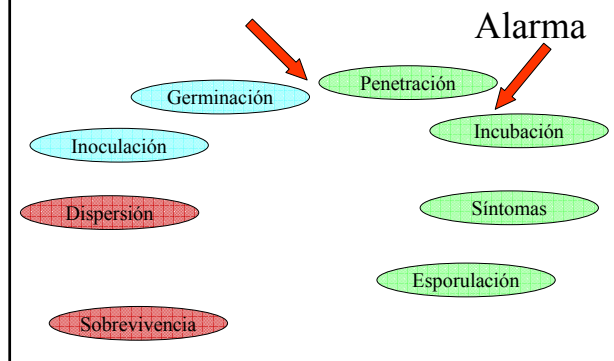 Alarma
Penetración
Germinación
Incubación
Inoculación
Dispersión
Síntomas
Esporulación
Sobrevivencia